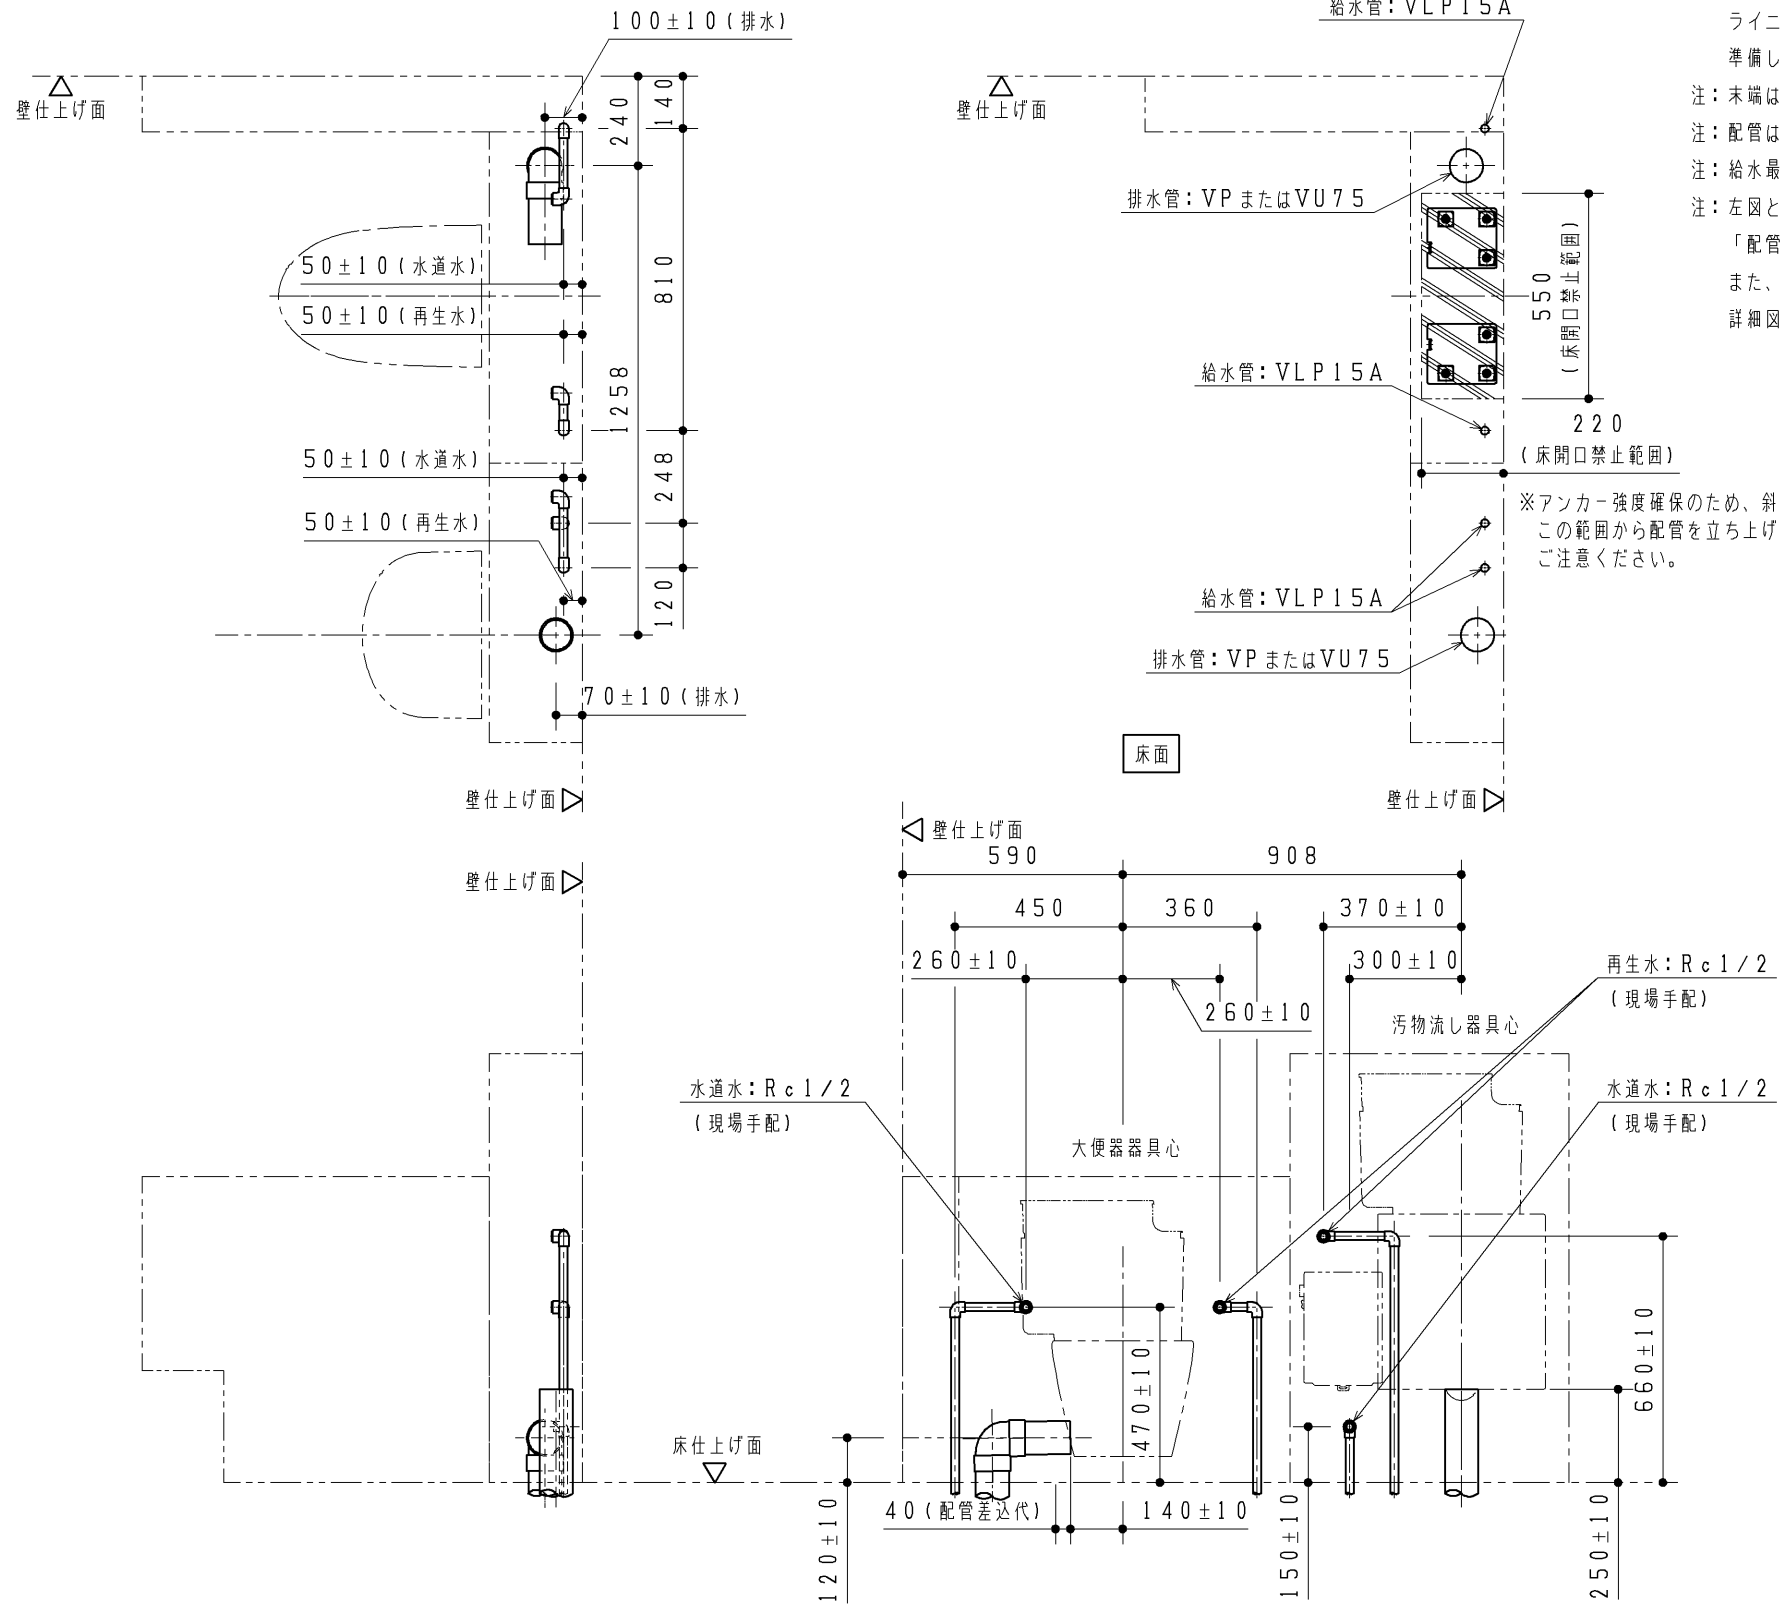 100±10(排水)
240
140
壁仕上げ面
50±10(水道水)
50±10(再生水)
810
1258
50±10(水道水)
248
50±10(再生水)
120
70±10(排水)
壁仕上げ面
給水管:VLP15A
壁仕上げ面
排水管:VPまたはVU75
550
(床開口禁止範囲)
給水管:VLP15A
220
(床開口禁止範囲)
※アンカー強度確保のため、斜
この範囲から配管を立ち上げ
ご注意ください。
給水管:VLP15A
排水管:VPまたはVU75
床面
壁仕上げ面
ライニ
準備し
注:末端は
注:配管は
注:給水最
注:左図と
「配管
また、
詳細図
壁仕上げ面
壁仕上げ面
590
908
450
360
370±10
260±10
300±10
260±10
再生水:Rc1/2
(現場手配)
汚物流し器具心
水道水:Rc1/2
(現場手配)
水道水:Rc1/2
(現場手配)
大便器器具心
470±10
660±10
床仕上げ面
40(配管差込代)
140±10
120±10
150±10
250±10